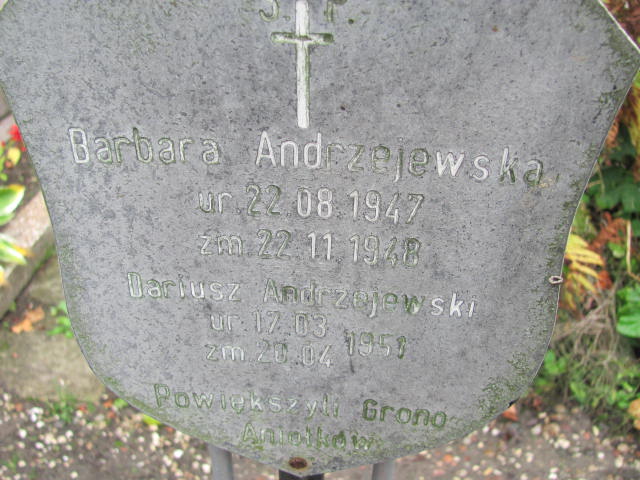 Ś. P.
Barbara Andrzejewska
ur. 22.08.1947
zm. 22.11.1948
Dariusz Andrzejewski
ur. 17.03
zm. 20.04 1951
Powiększyli Grono
Aniołków